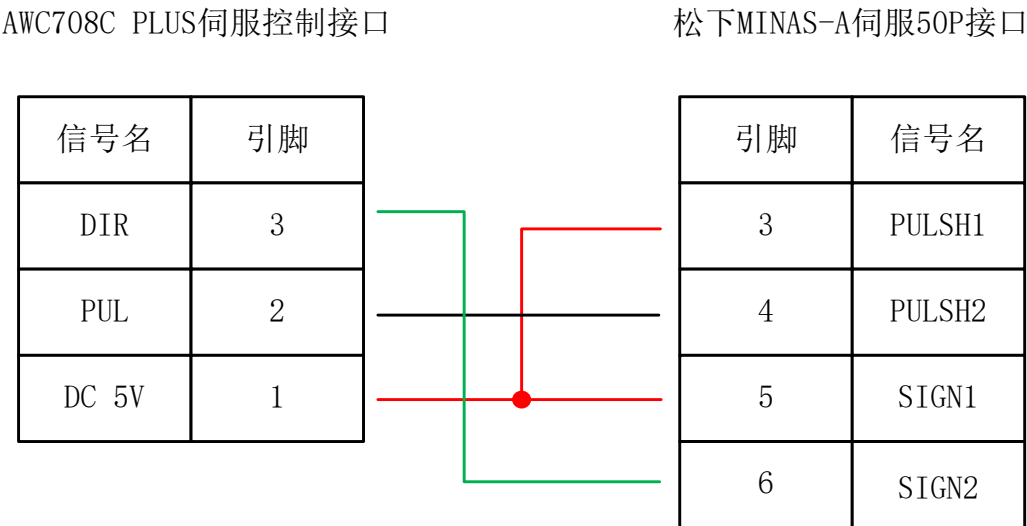 AWC708C PLUS伺服控制接口 松下MINAS-A伺服50P接口
信号名 引脚 引脚 信号名
DIR 3 3 PULSH1
PUL 2 4 PULSH2
DC 5V 1 5 SIGN1
6 SIGN2